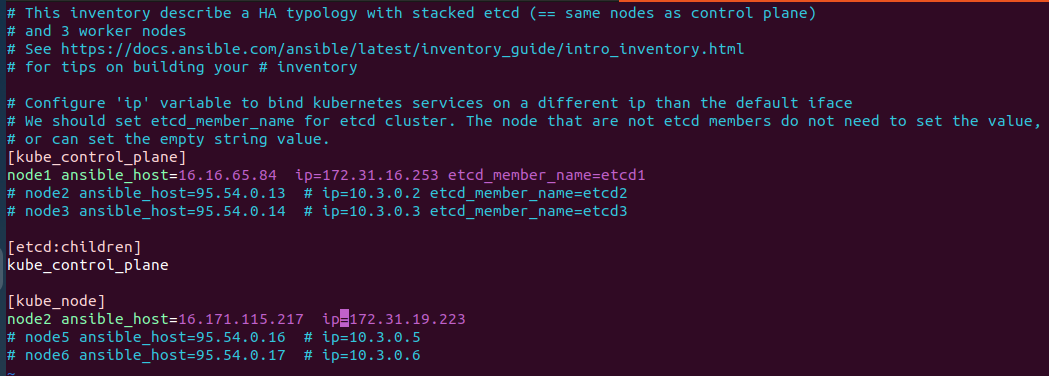 # This inventory describe a HA typology with stacked etcd (== same nodes as control plane)
# and 3 worker nodes
# See https://docs.ansible.com/ansible/latest/inventory_guide/intro_inventory.html
# for tips on building your # inventory

# Configure 'ip' variable to bind kubernetes services on a different ip than the default iface
# We should set etcd_member_name for etcd cluster. The node that are not etcd members do not need to set the value,
# or can set the empty string value.
[kube_control_plane]
node1 ansible_host=16.16.65.84  ip=172.31.16.253 etcd_member_name=etcd1
# node2 ansible_host=95.54.0.13  # ip=10.3.0.2 etcd_member_name=etcd2
# node3 ansible_host=95.54.0.14  # ip=10.3.0.3 etcd_member_name=etcd3

[etcd:children]
kube_control_plane

[kube_node]
node2 ansible_host=16.171.115.217  ip=172.31.19.223
# node5 ansible_host=95.54.0.16  # ip=10.3.0.5
# node6 ansible_host=95.54.0.17  # ip=10.3.0.6
~